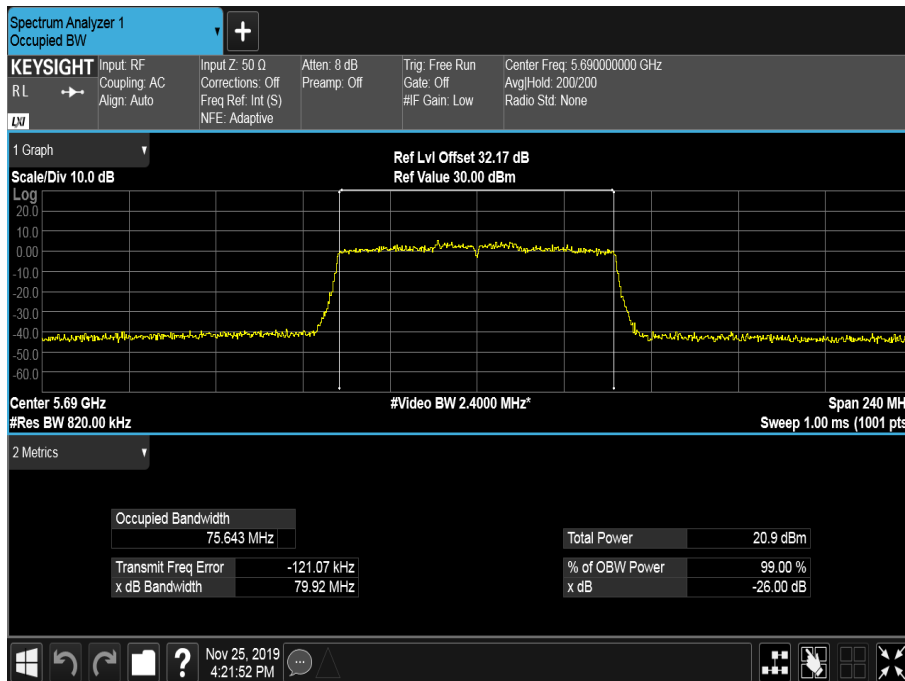 Spectrum Analyzer 1
Occupied BW
+
KEYSIGHT
R L
LXI
Input: RF
Coupling: AC
Align: Auto
Input Z: 50 Ω
Corrections: Off
Freq Ref: Int (S)
NFE: Adaptive
Atten: 8 dB
Preamp: Off
Trig: Free Run
Gate: Off
#IF Gain: Low
Center Freq: 5.690000000 GHz
Avg|Hold: 200/200
Radio Std: None
1 Graph
Scale/Div 10.0 dB
Ref Lvl Offset 32.17 dB
Ref Value 30.00 dBm
Log
20.0
10.0
0.00
-10.0
-20.0
-30.0
-40.0
-50.0
-60.0
Center 5.69 GHz
#Video BW 2.4000 MHz*
Span 240 MH
#Res BW 820.00 kHz
Sweep 1.00 ms (1001 pts
2 Metrics
Occupied Bandwidth
75.643 MHz
Total Power 20.9 dBm
Transmit Freq Error -121.07 kHz
% of OBW Power 99.00 %
x dB Bandwidth 79.92 MHz
x dB -26.00 dB
?
Nov 25, 2019
4:21:52 PM